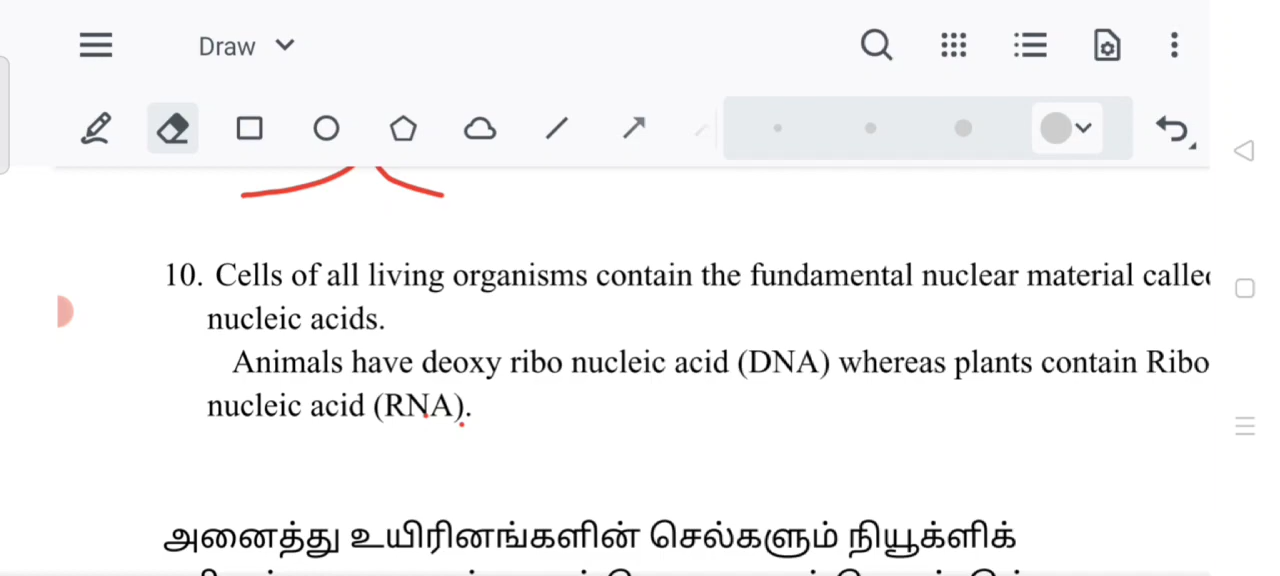 Draw
10. Cells of all living organisms contain the fundamental nuclear material called
nucleic acids.
Animals have deoxy ribo nucleic acid (DNA) whereas plants contain Ribo
nucleic acid (RNA).
அனைத்து உயிரினங்களின் செல்களும் நியூக்ளிக்